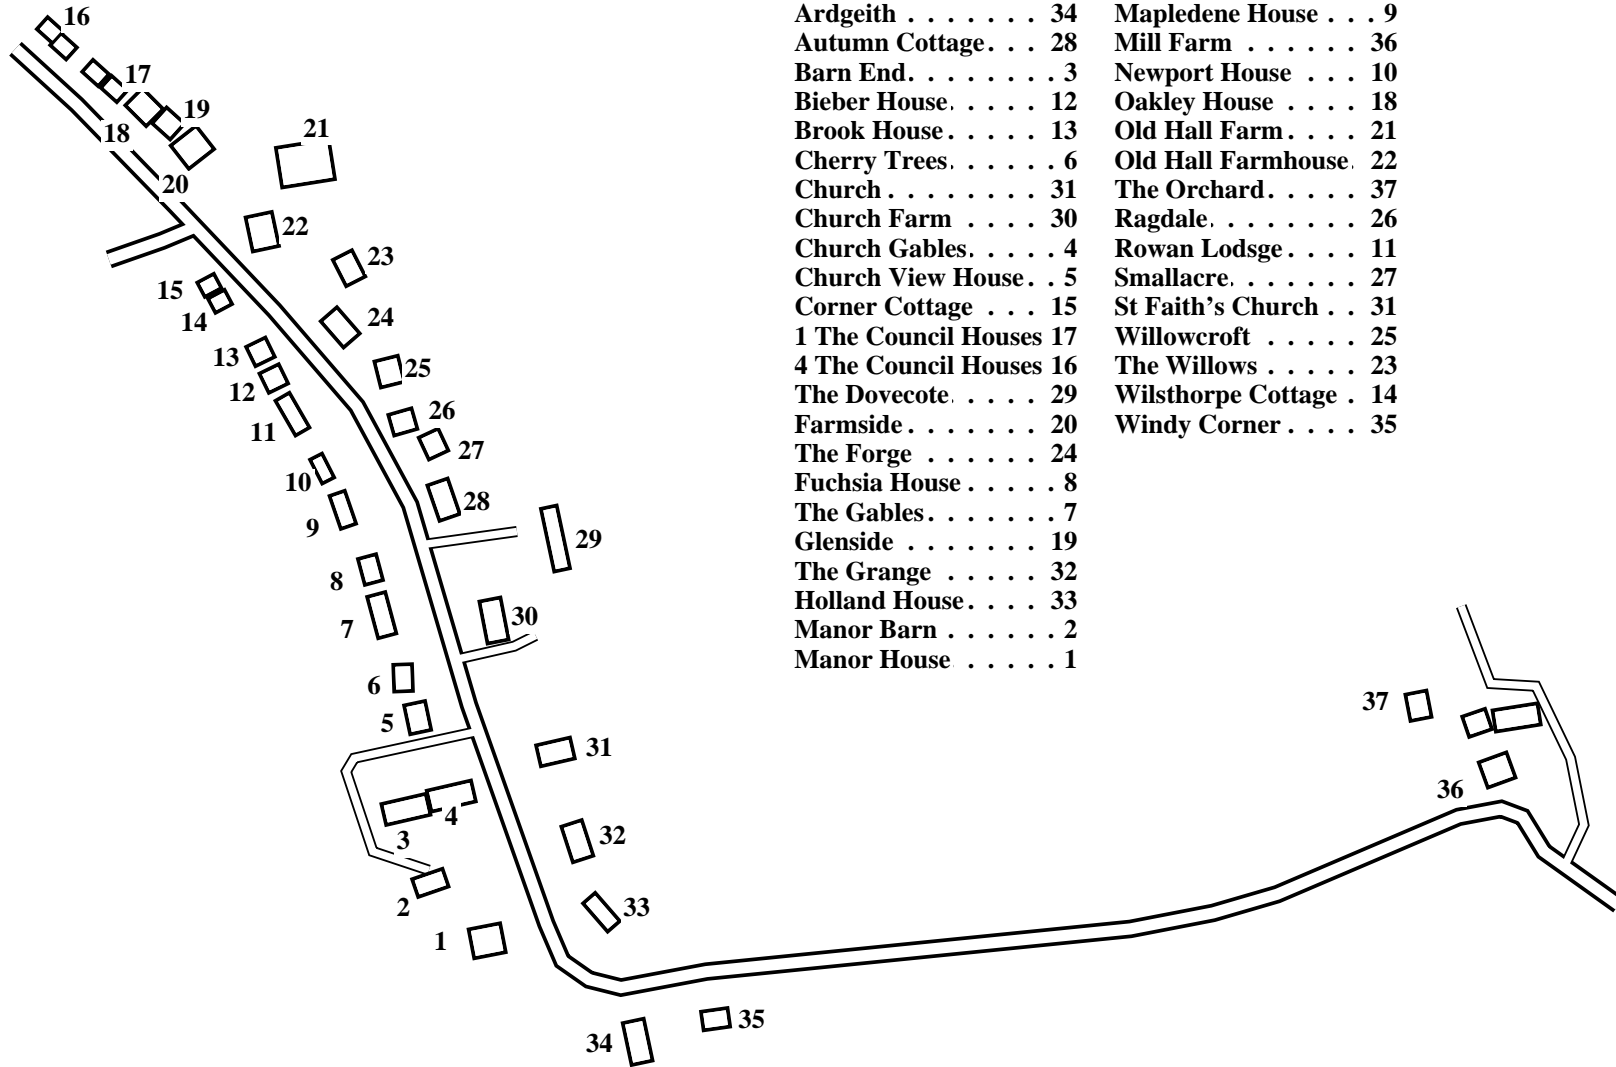 Ardgeith . . . . . . . 34
Autumn Cottage . . . 28
Barn End . . . . . . . . 3
Bieber House . . . . . 12
Brook House . . . . . 13
Cherry Trees . . . . . . 6
Church . . . . . . . . 31
Church Farm . . . . 30
Church Gables . . . . . 4
Church View House . . 5
Corner Cottage . . . 15
1 The Council Houses 17
4 The Council Houses 16
The Dovecote . . . . . 29
Farmside . . . . . . . 20
The Forge . . . . . . 24
Fuchsia House . . . . . 8
The Gables . . . . . . . 7
Glenside . . . . . . . 19
The Grange . . . . . 32
Holland House . . . . 33
Manor Barn . . . . . . 2
Manor House . . . . . . 1
Mapledene House . . . 9
Mill Farm . . . . . . 36
Newport House . . . 10
Oakley House . . . . 18
Old Hall Farm . . . . 21
Old Hall Farmhouse . 22
The Orchard . . . . . 37
Ragdale . . . . . . . . 26
Rowan Lodsge . . . . 11
Smallacre . . . . . . . 27
St Faith's Church . . 31
Willowcroft . . . . . 25
The Willows . . . . . 23
Wilsthorpe Cottage . 14
Windy Corner . . . . 35
16
17
19
18
21
20
22
23
15
14
24
13
25
12
26
11
27
10
28
9
29
8
30
7
6
37
5
31
36
4
32
3
2
33
1
35
34